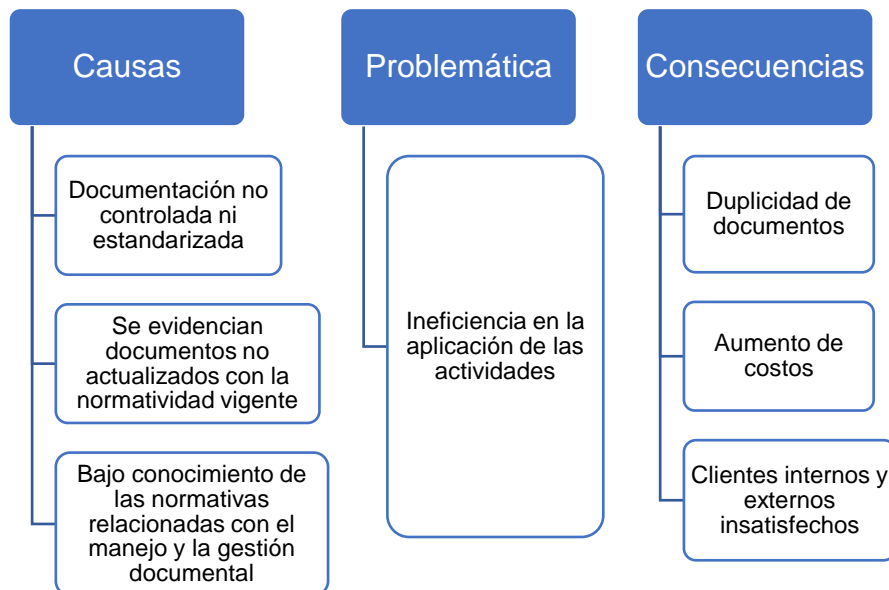 Causas
Documentación no
controlada ni
estandarizada
Se evidencian
documentos no
actualizados con la
normatividad vigente
Bajo conocimiento de
las normativas
relacionadas con el
manejo y la gestión
documental
Problemática
Ineficiencia en la
aplicación de las
actividades
Consecuencias
Duplicidad de
documentos
Aumento de
costos
Clientes internos y
externos
insatisfechos